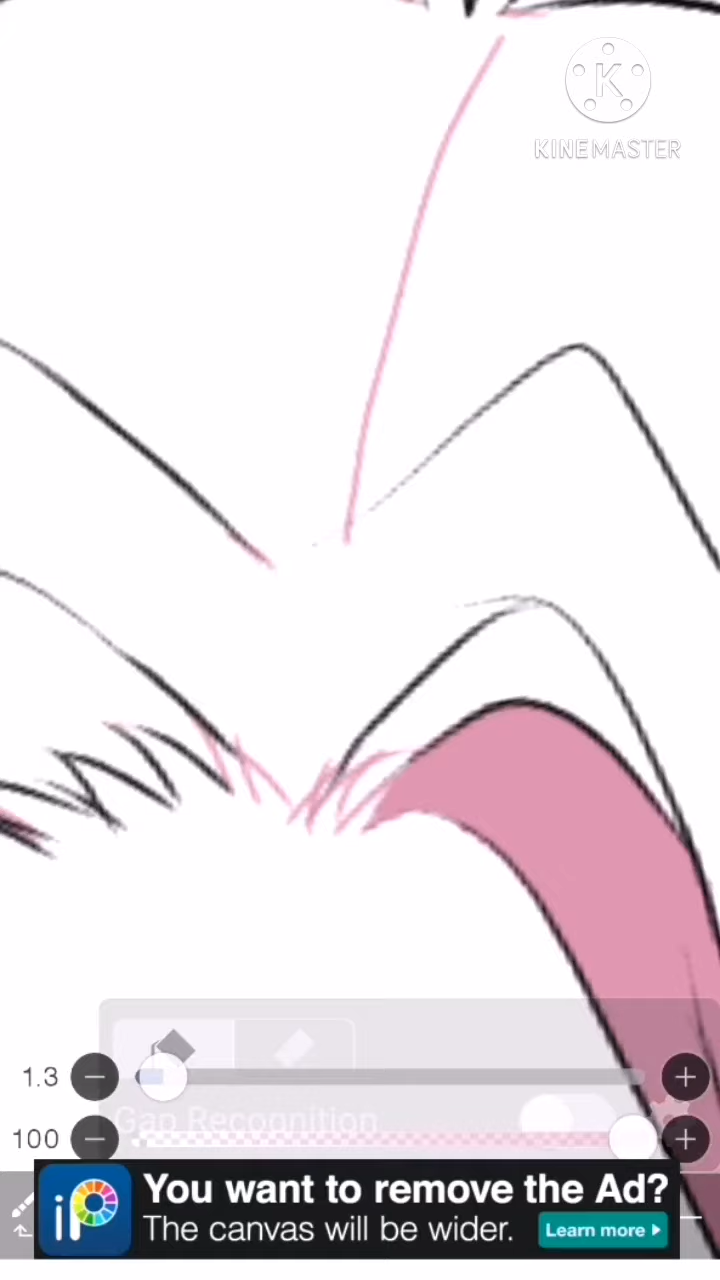 K
KINEMASTER
1.3
Gap Recognition
100
iP
You want to remove the Ad?
The canvas will be wider.
Learn more